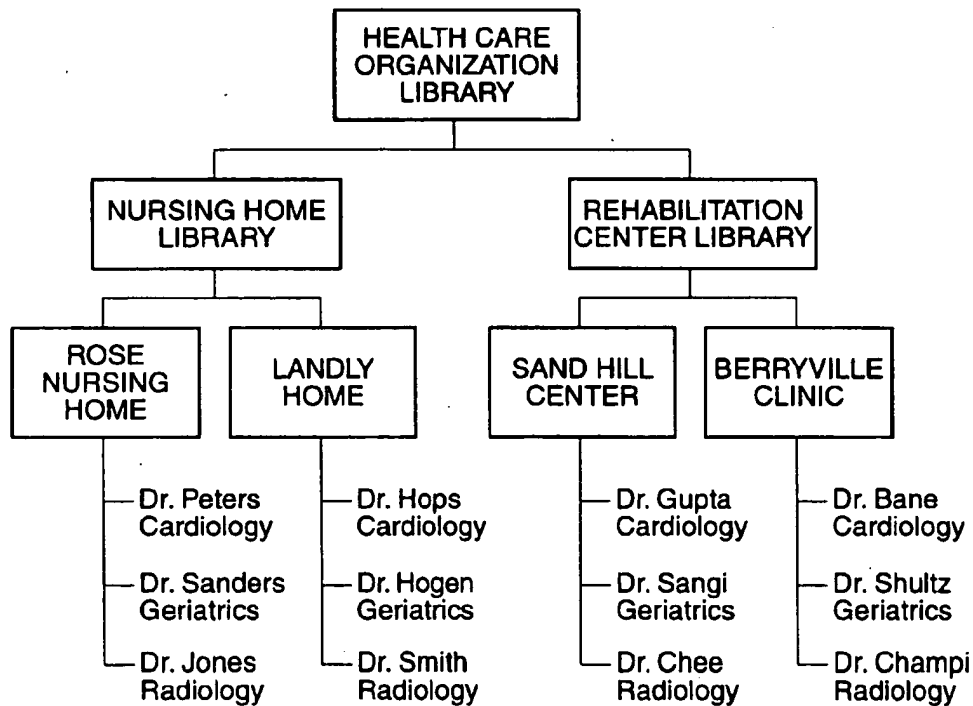 HEALTH CARE
ORGANIZATION
LIBRARY
NURSING HOME
LIBRARY
REHABILITATION
CENTER LIBRARY
ROSE
NURSING
HOME
LANDLY
HOME
SAND HILL
CENTER
BERRYVILLE
CLINIC
Dr. Peters
Cardiology
Dr. Sanders
Geriatrics
Dr. Jones
Radiology
Dr. Hops
Cardiology
Dr. Hogen
Geriatrics
Dr. Smith
Radiology
Dr. Gupta
Cardiology
Dr. Sangi
Geriatrics
Dr. Chee
Radiology
Dr. Bane
Cardiology
Dr. Shultz
Geriatrics
Dr. Champi
Radiology